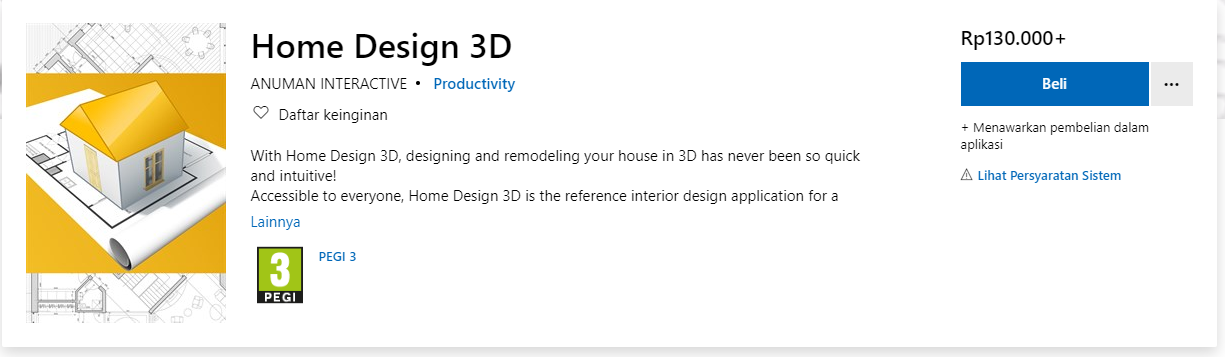 Home Design 3D
ANUMAN INTERACTIVE • Productivity
Daftar keinginan
With Home Design 3D, designing and remodeling your house in 3D has never been so quick
and intuitive!
Accessible to everyone, Home Design 3D is the reference interior design application for a
Lainnya
3
PEGI
PEGI 3
Rp130.000+
Beli
...
+ Menawarkan pembelian dalam
aplikasi
Lihat Persyaratan Sistem